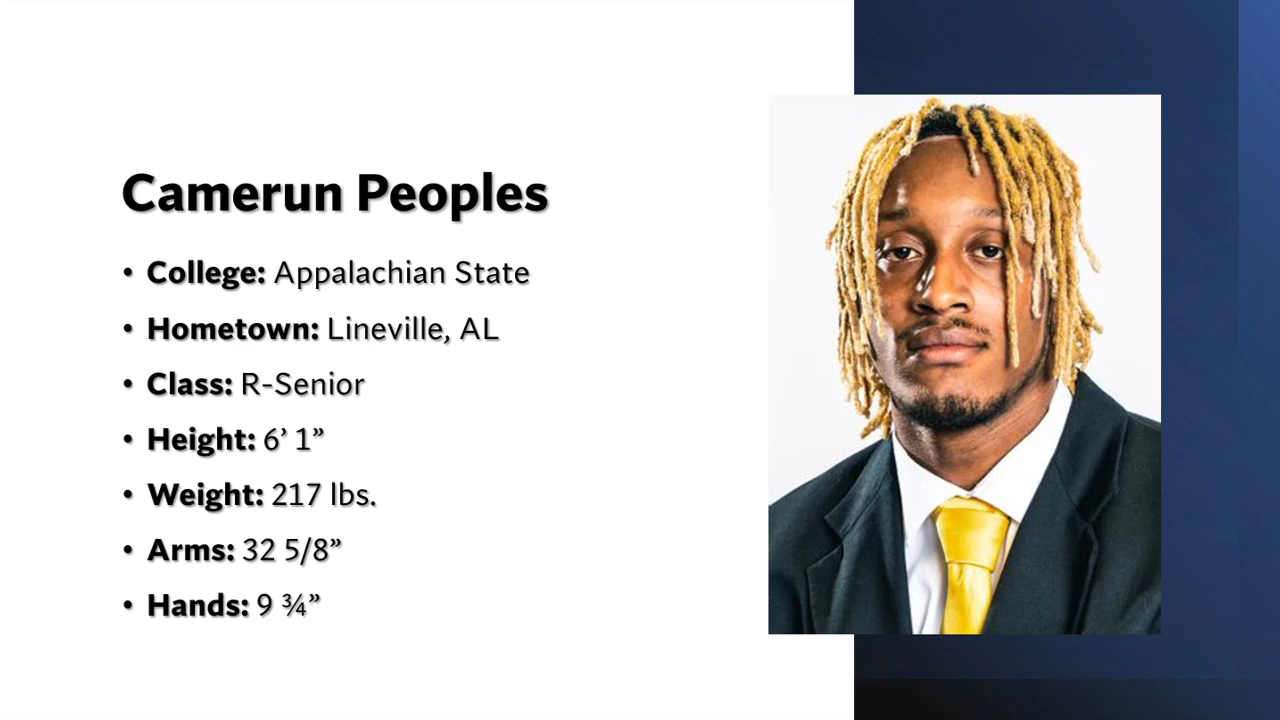 Camerun Peoples
• College: Appalachian State
• Hometown: Lineville, AL
• Class: R-Senior
• Height: 6’ 1”
• Weight: 217 lbs.
• Arms: 32 5/8”
• Hands: 9 ¾”